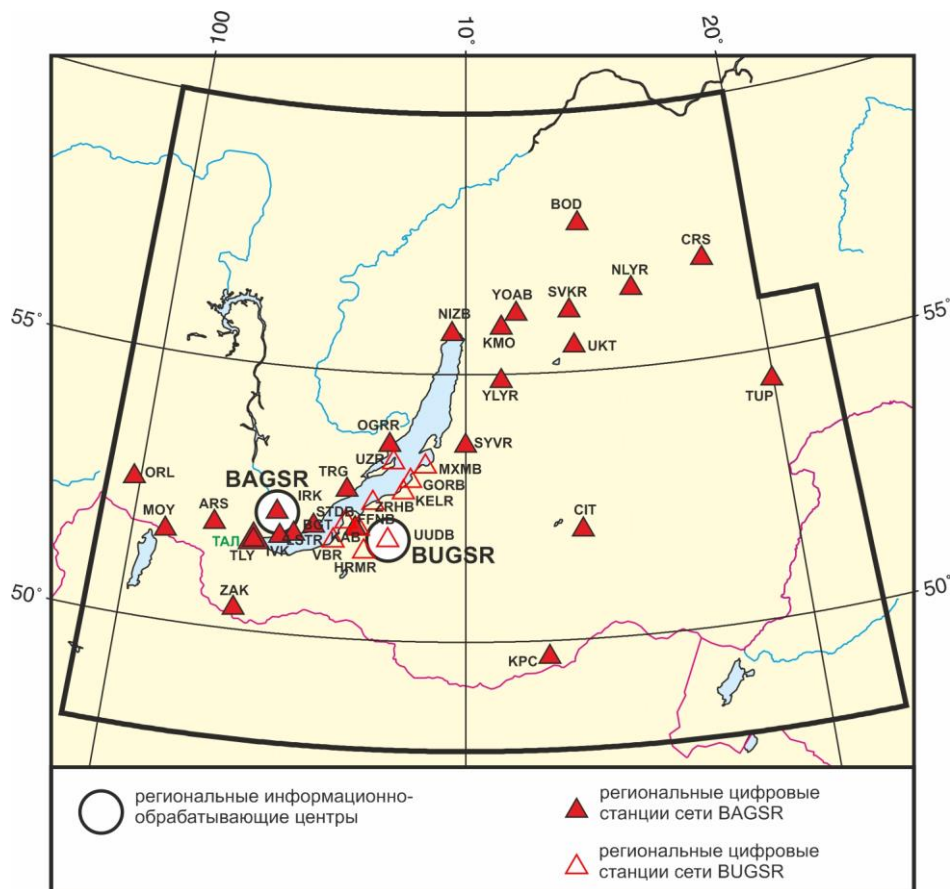 100
10°
20°
BOD
CRS
NLYR
YOAB
SVKR
NIZB
55°
55°
KMO
UKT
YLYR
TUP
OGRR
SYVR
UZR
MXMB
TRG
GORB
ORL
BAGSR
KELR
IRK
ZRHB
MOY
ARS
STDB
BGT
FFNB
CIT
ТАЛ
LSTR
KAB
UUDB
TLY
IVK
VBR
BUGSR
HRMR
50°
50°
ZAK
KPC
региональные информационно-
обрабатывающие центры
региональные цифровые
станции сети BAGSR
региональные цифровые
станции сети BUGSR